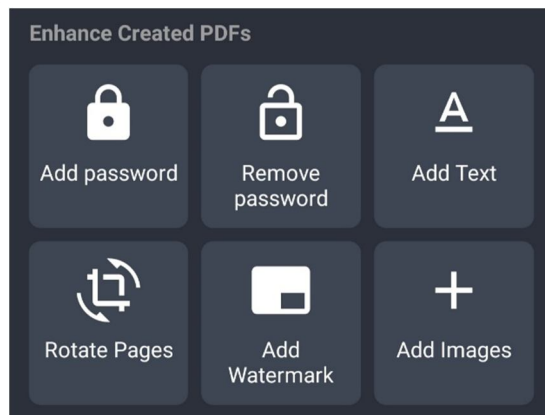 Enhance Created PDFs
Add password
Remove
password
Add Text
Rotate Pages
Add
Watermark
Add Images